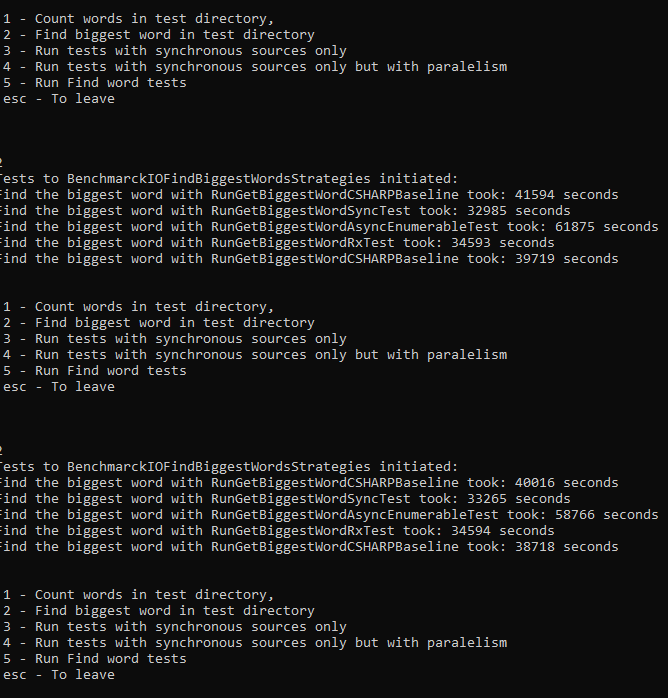 1 - Count words in test directory,
2 - Find biggest word in test directory
3 - Run tests with synchronous sources only
4 - Run tests with synchronous sources only but with paralelism
5 - Run Find word tests
esc - To leave
2
Tests to BenchmarckIOFindBiggestWordsStrategies initiated:
Find the biggest word with RunGetBiggestWordCSHARPBaseline took: 41594 seconds
Find the biggest word with RunGetBiggestWordSyncTest took: 32985 seconds
Find the biggest word with RunGetBiggestWordAsyncEnumerableTest took: 61875 seconds
Find the biggest word with RunGetBiggestWordRxTest took: 34593 seconds
Find the biggest word with RunGetBiggestWordCSHARPBaseline took: 39719 seconds
1 - Count words in test directory,
2 - Find biggest word in test directory
3 - Run tests with synchronous sources only
4 - Run tests with synchronous sources only but with paralelism
5 - Run Find word tests
esc - To leave
2
Tests to BenchmarckIOFindBiggestWordsStrategies initiated:
Find the biggest word with RunGetBiggestWordCSHARPBaseline took: 40016 seconds
Find the biggest word with RunGetBiggestWordSyncTest took: 33265 seconds
Find the biggest word with RunGetBiggestWordAsyncEnumerableTest took: 58766 seconds
Find the biggest word with RunGetBiggestWordRxTest took: 34594 seconds
Find the biggest word with RunGetBiggestWordCSHARPBaseline took: 38718 seconds
1 - Count words in test directory,
2 - Find biggest word in test directory
3 - Run tests with synchronous sources only
4 - Run tests with synchronous sources only but with paralelism
5 - Run Find word tests
esc - To leave